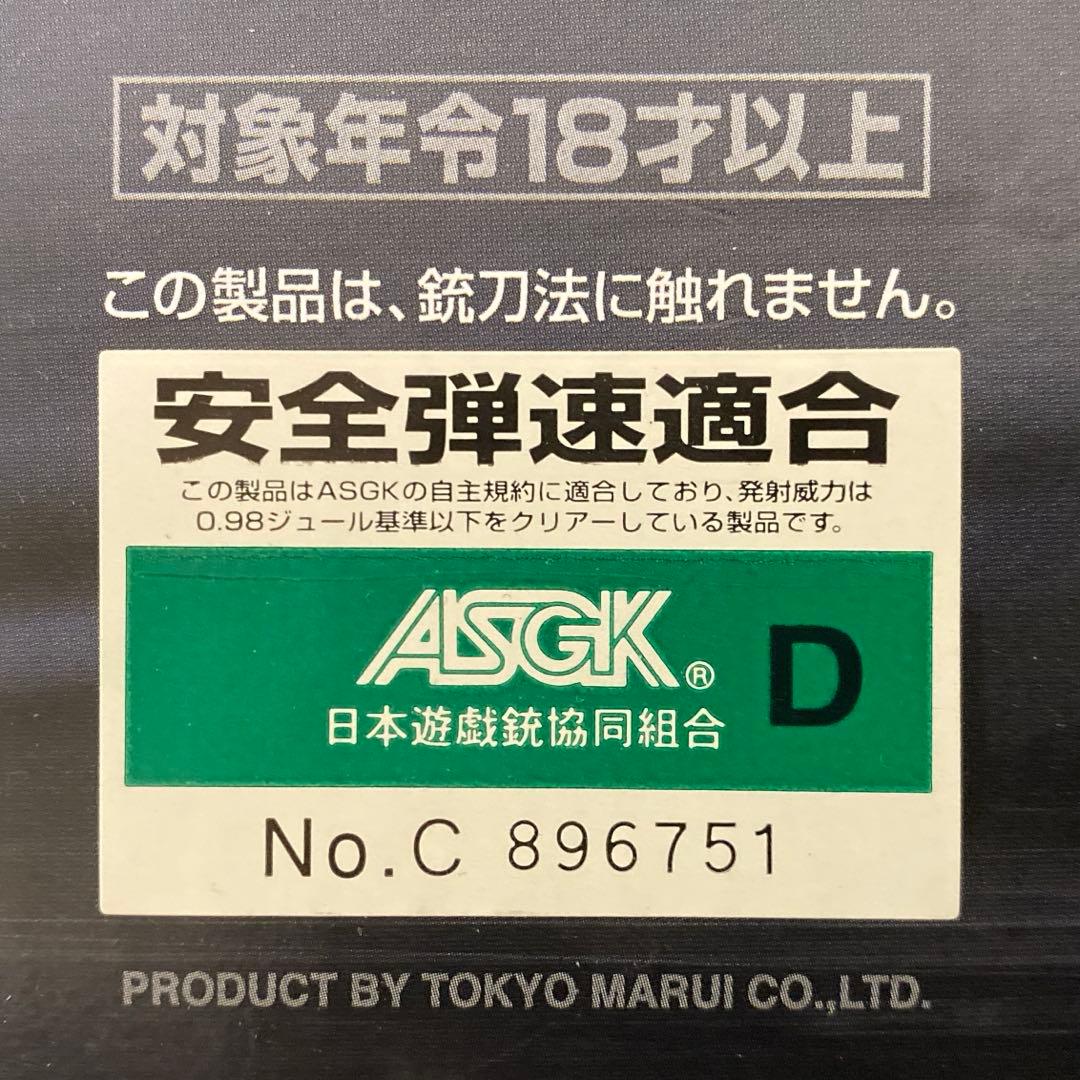 対象年令18才以上
この製品は、銃刀法に触れません。
安全弾速適合
この製品はASGKの自主規約に適合しており、発射威力は
0.98ジュール基準以下をクリアーしている製品です。
ASGK® D
日本遊戯銃協同組合
No.C 896751
PRODUCT BY TOKYO MARUI CO.,LTD.